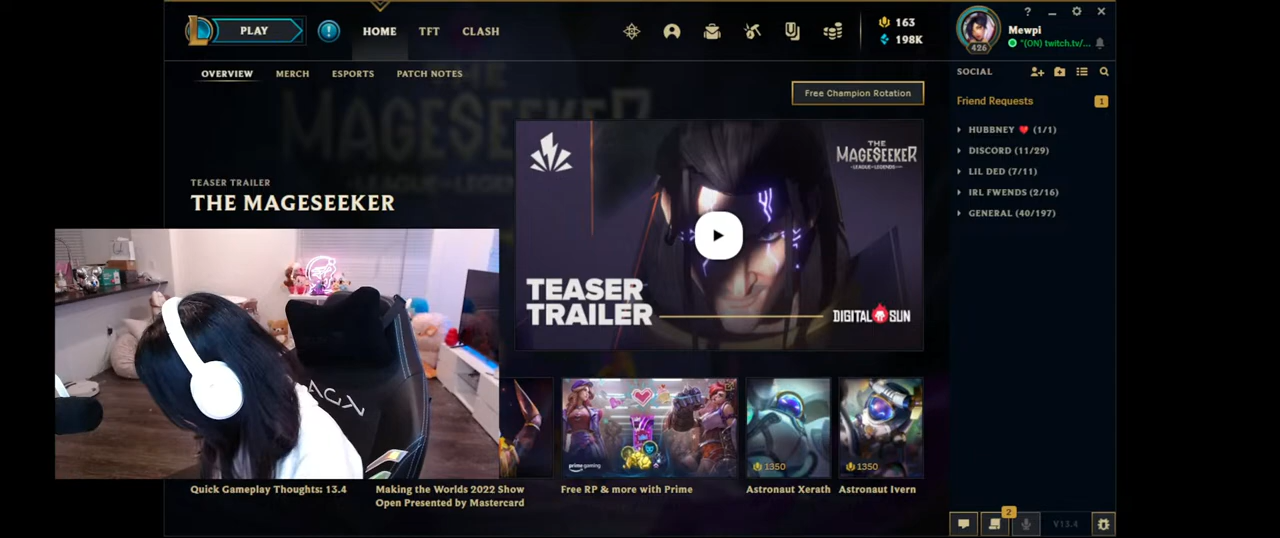 PLAY
HOME
TFT
CLASH
163
198K
426
Mewpi
"(ON) twitch.tv/...
OVERVIEW
MERCH
ESPORTS
PATCH NOTES
SOCIAL
Free Champion Rotation
Friend Requests
1
HUBBNEY ❤️ (1/1)
DISCORD (11/29)
LIL DED (7/11)
IRL FWENDS (2/16)
GENERAL (40/197)
TEASER TRAILER
THE MAGESEEKER
THE
MAGESEEKER
LEAGUE OF LEGENDS
TEASER
TRAILER
DIGITAL SUN
prime gaming
1350
1350
Quick Gameplay Thoughts: 13.4
Making the Worlds 2022 Show
Open Presented by Mastercard
Free RP & more with Prime
Astronaut Xerath
Astronaut Ivern
2
V13.4